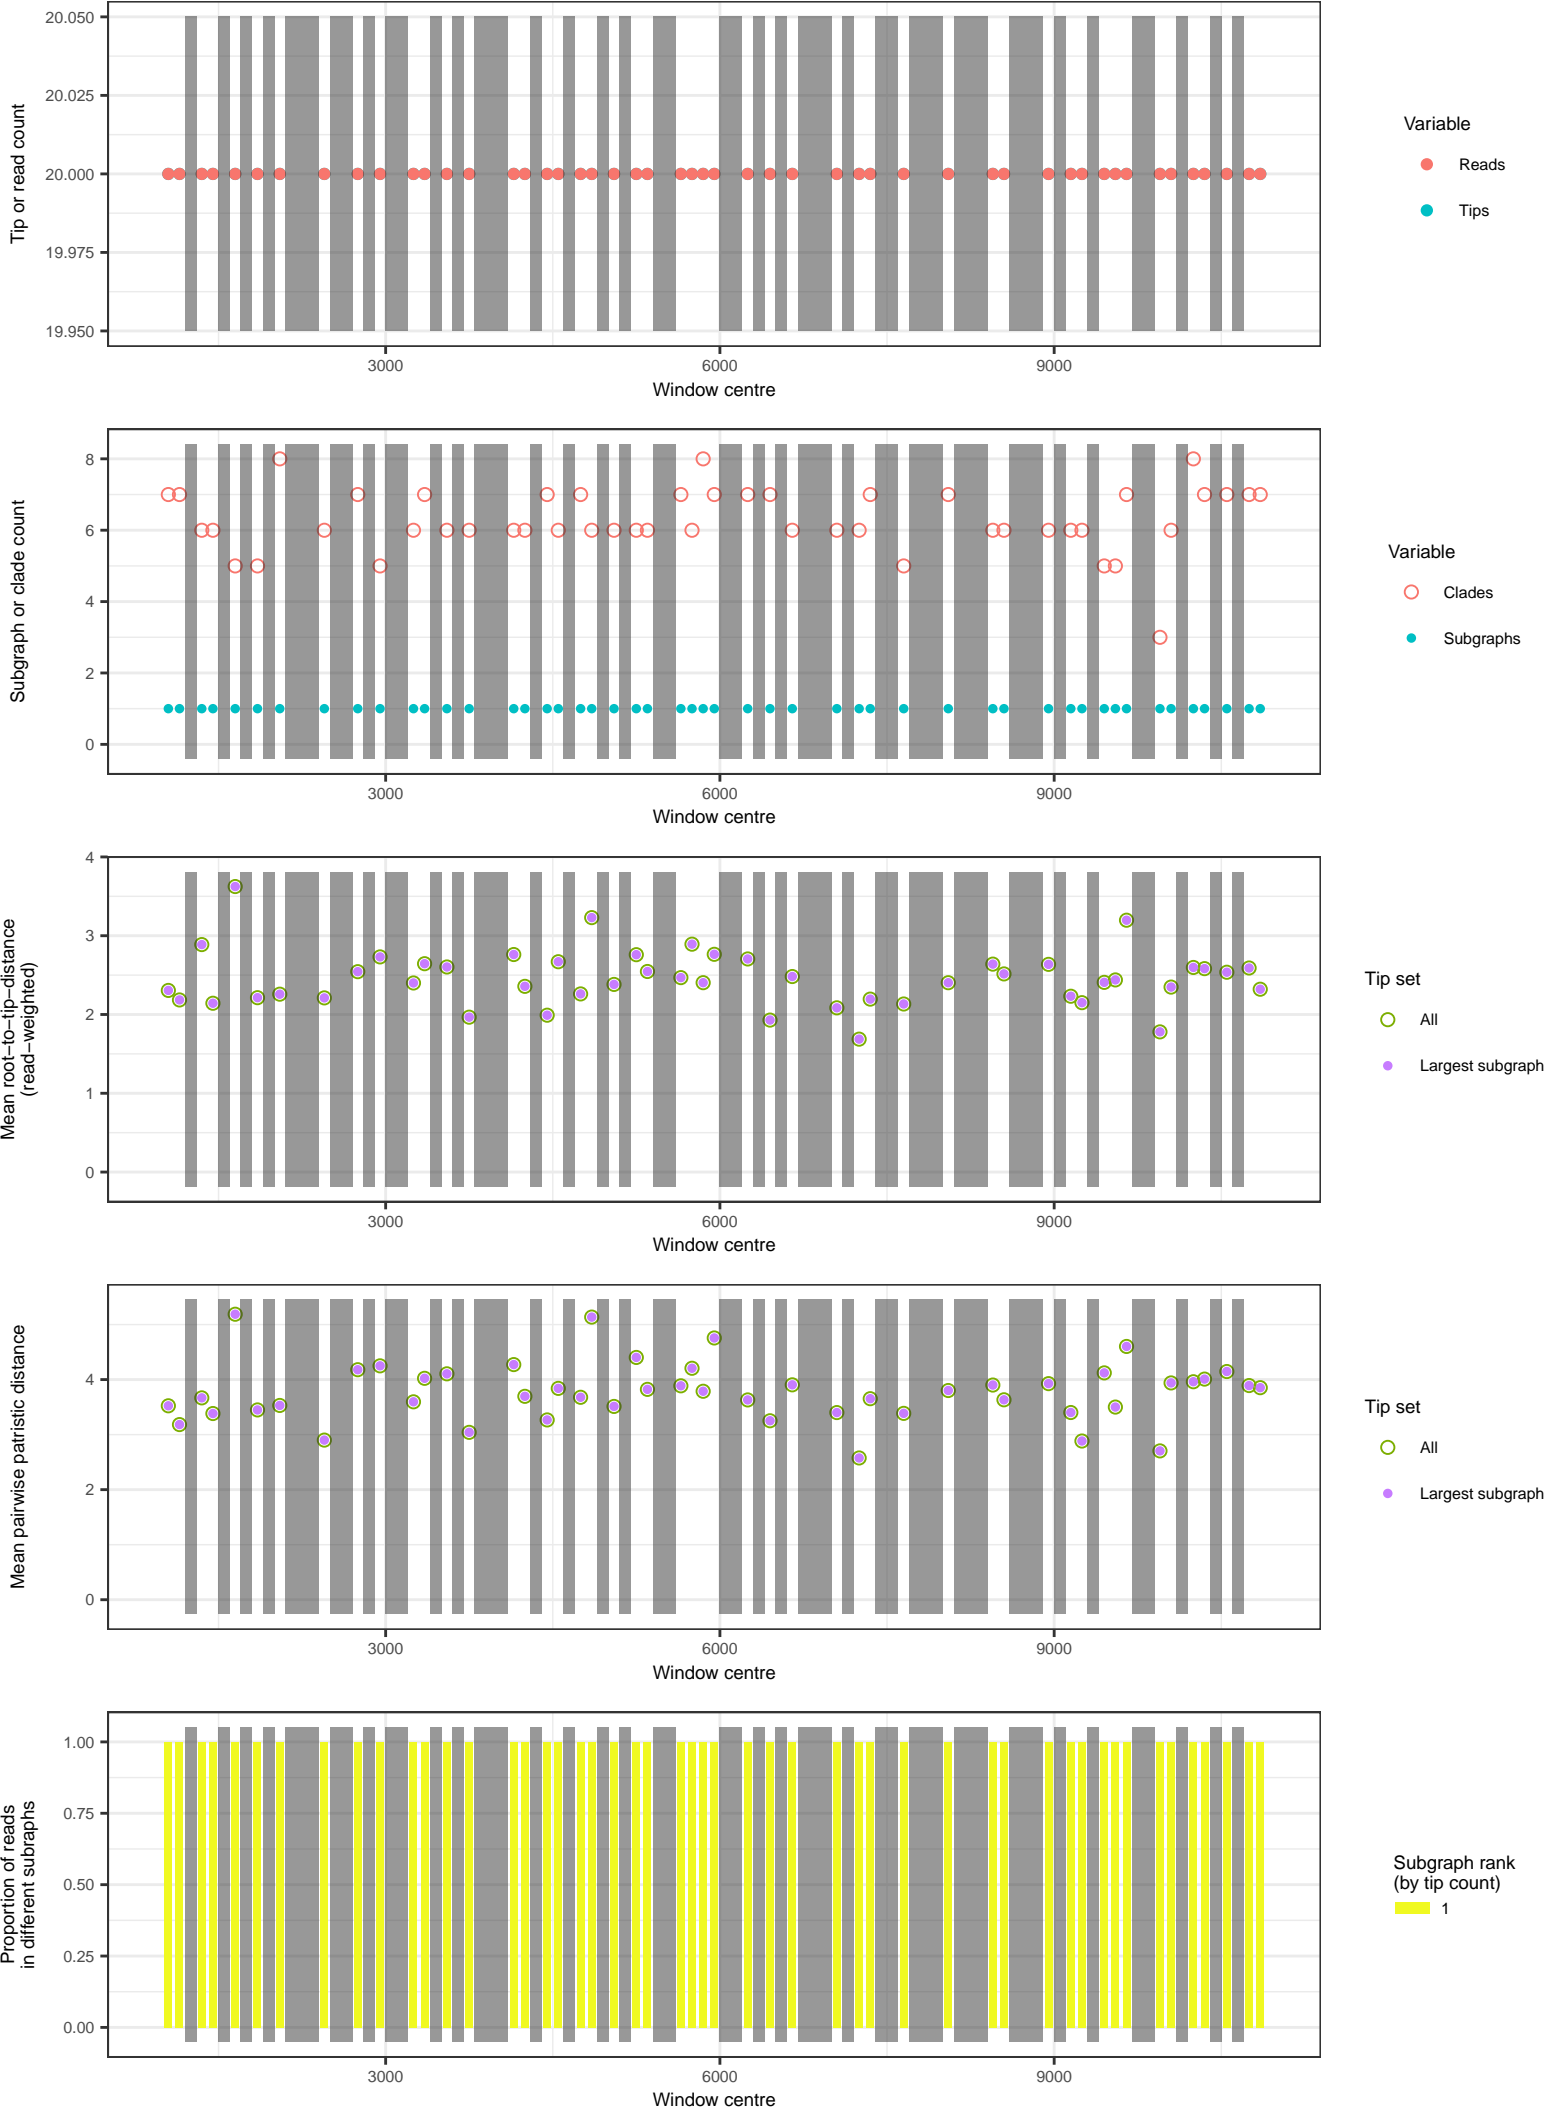 20.050
20.025
20.000
19.975
19.950
Tip or read count
3000 6000 9000
Window centre
Variable
Reads
Tips
8
6
4
2
0
Subgraph or clade count
3000 6000 9000
Window centre
Variable
Clades
Subgraphs
4
3
2
1
0
Mean root−to−tip−distance
(read−weighted)
3000 6000 9000
Window centre
Tip set
All
Largest subgraph
4
2
0
Mean pairwise patristic distance
3000 6000 9000
Window centre
Tip set
All
Largest subgraph
1.00
0.75
0.50
0.25
0.00
Proportion of reads
in different subraphs
3000 6000 9000
Window centre
Subgraph rank
(by tip count)
1